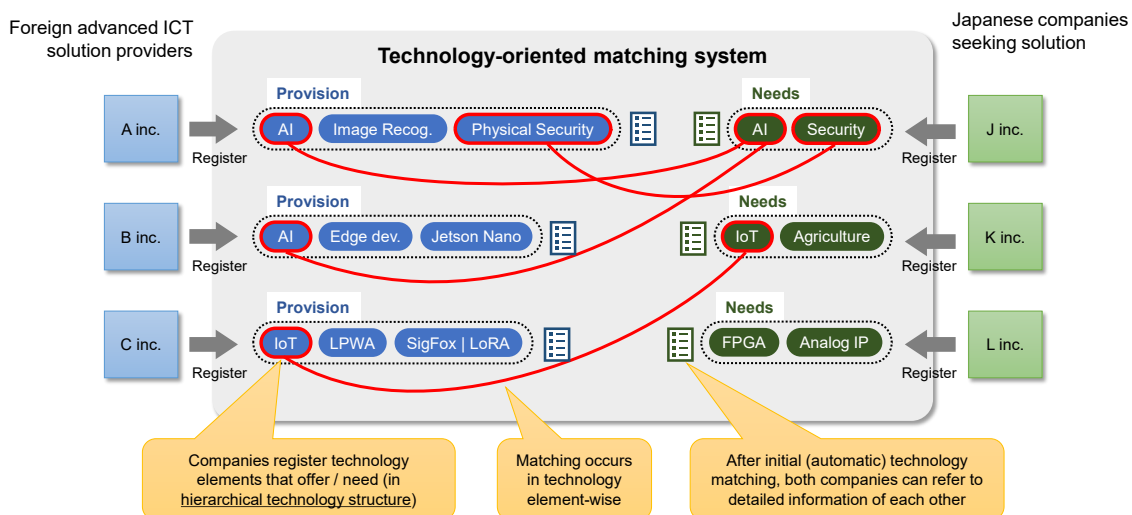 Foreign advanced ICT
solution providers
Japanese companies
seeking solution
Technology-oriented matching system
Provision
Needs
A inc.
Register
AI
Image Recog.
Physical Security
AI
Security
Register
J inc.
Provision
Needs
B inc.
Register
AI
Edge dev.
Jetson Nano
IoT
Agriculture
Register
K inc.
Provision
Needs
C inc.
Register
IoT
LPWA
SigFox | LoRA
FPGA
Analog IP
Register
L inc.
Companies register technology
elements that offer / need (in
hierarchical technology structure)
Matching occurs
in technology
element-wise
After initial (automatic) technology
matching, both companies can refer to
detailed information of each other